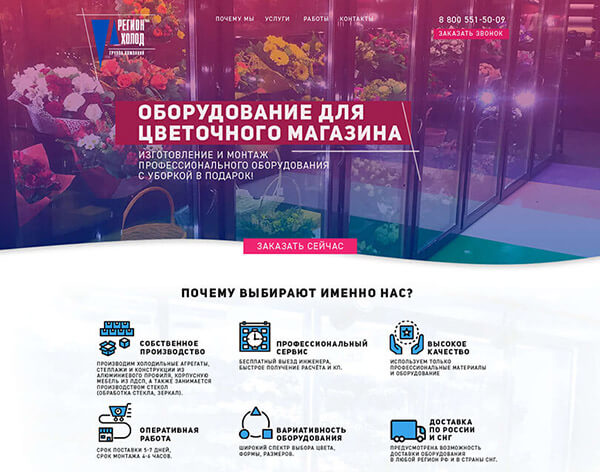 РЕГИОН
ХОЛОД
ГРУППА КОМПАНИЙ
ПОЧЕМУ МЫ УСЛУГИ РАБОТЫ КОНТАКТЫ
8 800 551-50-09
ЗАКАЗАТЬ ЗВОНОК
ОБОРУДОВАНИЕ ДЛЯ
ЦВЕТОЧНОГО МАГАЗИНА
ИЗГОТОВЛЕНИЕ И МОНТАЖ
ПРОФЕССИОНАЛЬНОГО ОБОРУДОВАНИЯ
С УБОРКОЙ В ПОДАРОК!
ЗАКАЗАТЬ СЕЙЧАС
ПОЧЕМУ ВЫБИРАЮТ ИМЕННО НАС?
СОБСТВЕННОЕ
ПРОИЗВОДСТВО
ПРОИЗВОДИМ ХОЛОДИЛЬНЫЕ АГРЕГАТЫ,
СТЕЛЛАЖИ И КОНСТРУКЦИИ ИЗ
АЛЮМИНИЕВОГО ПРОФИЛЯ, КОРПУСНУЮ
МЕБЕЛЬ ИЗ ЛДСП, А ТАКЖЕ ЗАНИМАЕТСЯ
ПРОИЗВОДСТВОМ СТЕКОЛ
(ОБРАБОТКА СТЕКЛА, ЗЕРКАЛ).
ПРОФЕССИОНАЛЬНЫЙ
СЕРВИС
БЕСПЛАТНЫЙ ВЫЕЗД ИНЖЕНЕРА,
БЫСТРОЕ ПОЛУЧЕНИЕ РАСЧЁТА И КП.
ВЫСОКОЕ
КАЧЕСТВО
ИСПОЛЬЗУЕМ ТОЛЬКО
ПРОФЕССИОНАЛЬНЫЕ МАТЕРИАЛЫ
И ОБОРУДОВАНИЕ
ОПЕРАТИВНАЯ
РАБОТА
СРОК ПОСТАВКИ 5-7 ДНЕЙ,
СРОК МОНТАЖА 4-6 ЧАСОВ.
ВАРИАТИВНОСТЬ
ОБОРУДОВАНИЯ
ШИРОКИЙ СПЕКТР ВЫБОРА ЦВЕТА,
ФОРМЫ, РАЗМЕРОВ.
ДОСТАВКА
ПО РОССИИ
И СНГ
ПРЕДУСМОТРЕНА ВОЗМОЖНОСТЬ
ДОСТАВКИ ОБОРУДОВАНИЯ
В ЛЮБОЙ РЕГИОН РФ И В СТРАНЫ СНГ.